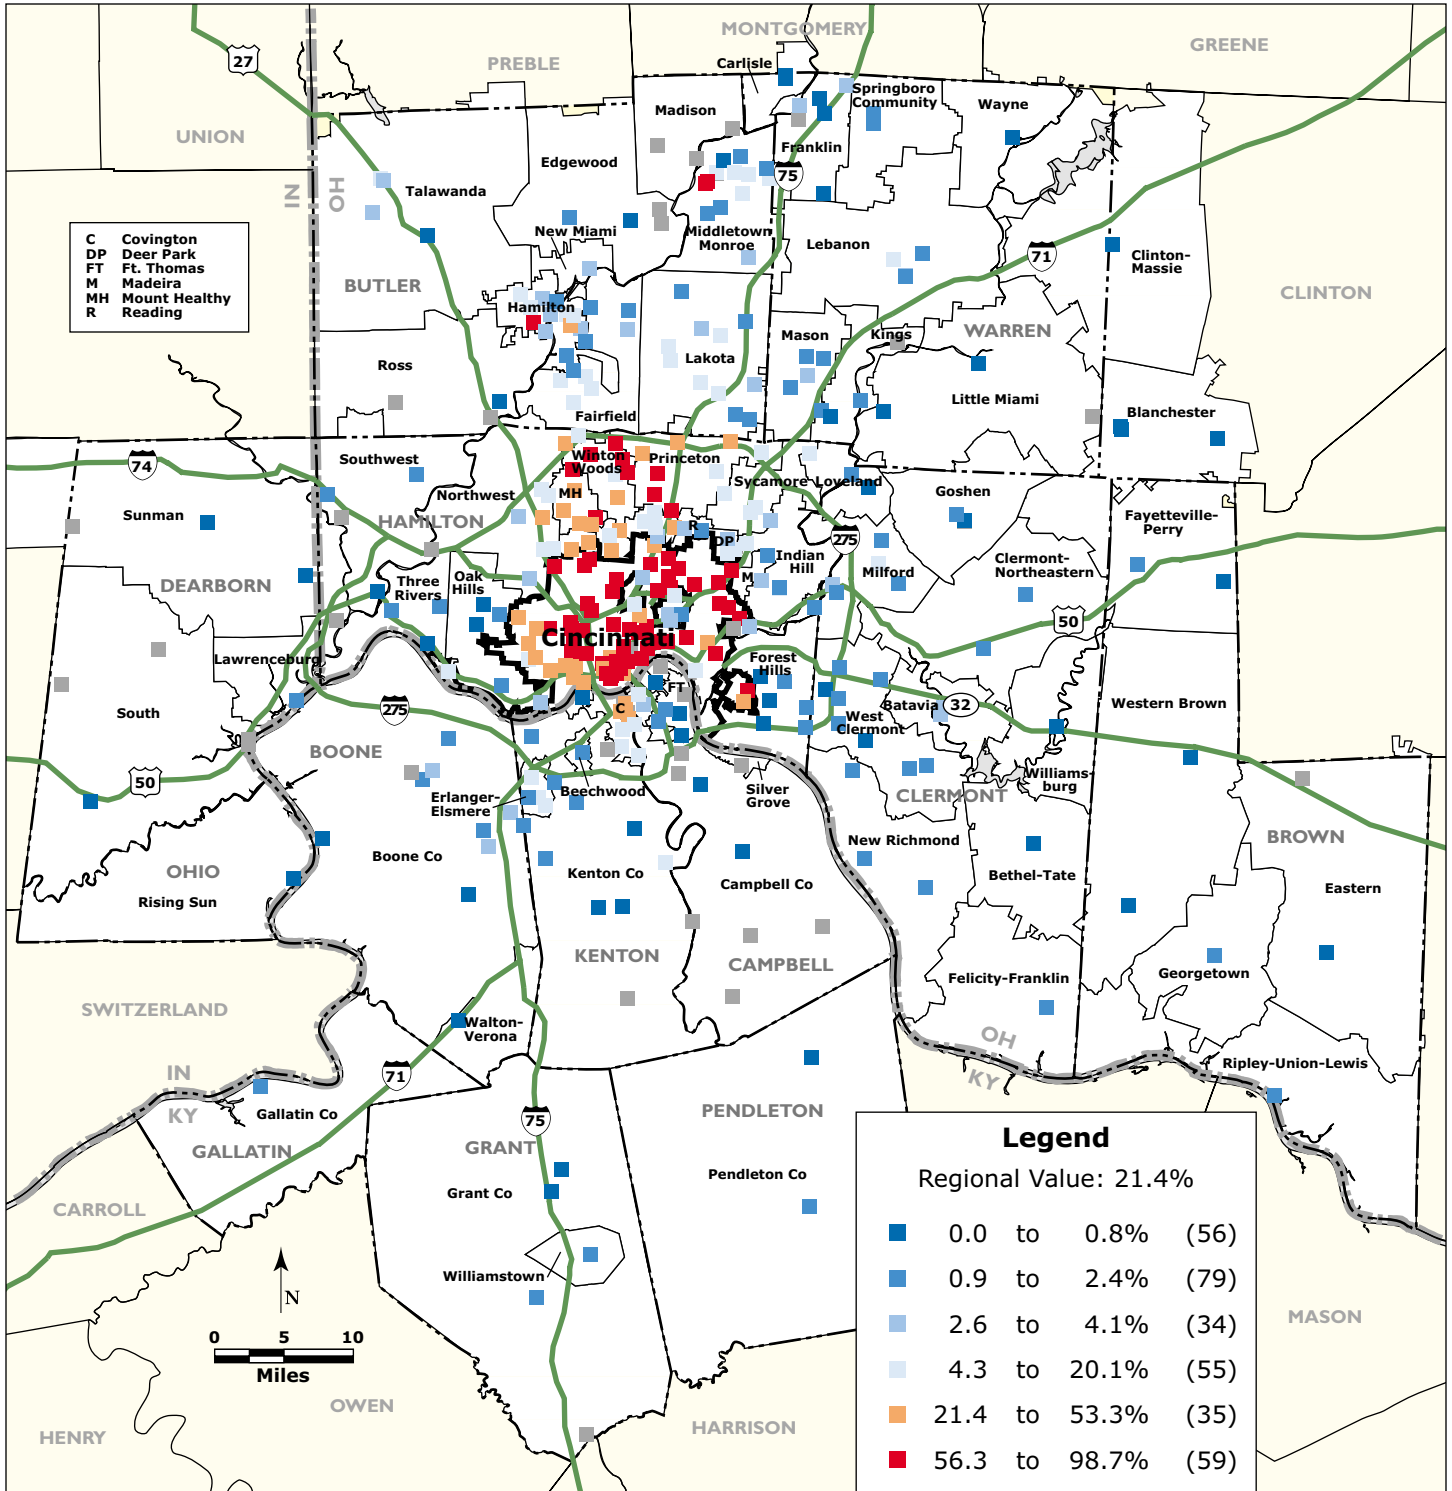 MONTGOMERY
GREENE
27
PREBLE
Carlisle
Springboro
Community
Wayne
Madison
UNION
Franklin
Edgewood
75
IN
OH
Talawanda
New Miami
Middletown
Monroe
Lebanon
71
Clinton-
Massie
C Covington
DP Deer Park
FT Ft. Thomas
M Madeira
MH Mount Healthy
R Reading
BUTLER
CLINTON
Hamilton
WARREN
Mason
Kings
Ross
Lakota
Little Miami
Blanchester
Fairfield
Southwest
Winton
Woods
Princeton
74
Sycamore
Loveland
Northwest
MH
Goshen
Sunman
HAMILTON
R
Fayetteville-
Perry
DP
275
Indian
Hill
Clermont-
Northeastern
DEARBORN
Three
Rivers
Oak
Hills
M
Milford
50
Cincinnati
Lawrenceburg
Forest
Hills
FT
South
275
C
Batavia
32
Western Brown
West
Clermont
BOONE
50
Williams-
burg
Silver
Grove
Beechwood
Erlanger-
Elsmere
CLERMONT
BROWN
New Richmond
Boone Co
OHIO
Kenton Co
Campbell Co
Bethel-Tate
Eastern
Rising Sun
KENTON
CAMPBELL
Felicity-Franklin
Georgetown
SWITZERLAND
Walton-
Verona
OH
KY
Ripley-Union-Lewis
IN
KY
71
Gallatin Co
75
PENDLETON
GALLATIN
GRANT
Pendleton Co
Grant Co
CARROLL
Williamstown
N
0 5 10
Miles
MASON
OWEN
HARRISON
HENRY
Legend
Regional Value: 21.4%
0.0 to 0.8% (56)
0.9 to 2.4% (79)
2.6 to 4.1% (34)
4.3 to 20.1% (55)
21.4 to 53.3% (35)
56.3 to 98.7% (59)